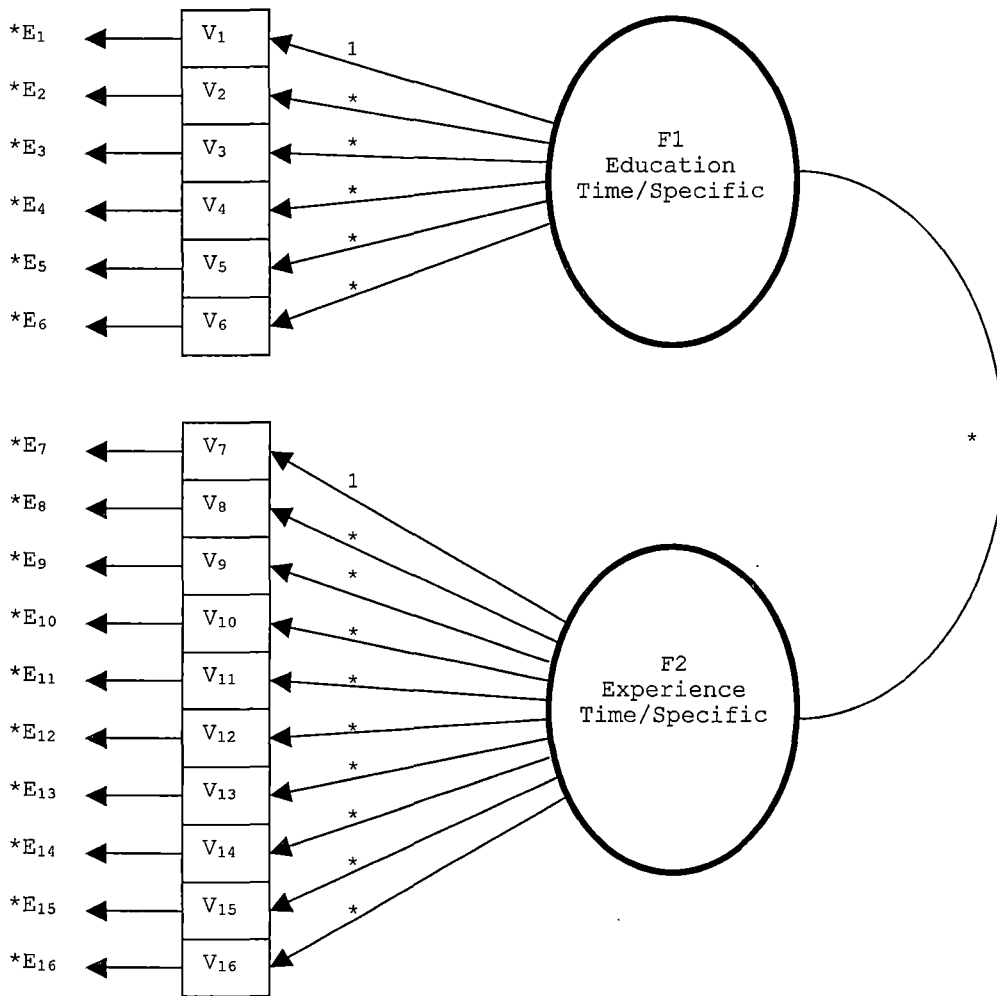 *E₁ V₁ 1
*E₂ V₂ *
*E₃ V₃ *
*E₄ V₄ *
*E₅ V₅ *
*E₆ V₆ *
F1
Education
Time/Specific
*
*E₇ V₇ 1
*E₈ V₈ *
*E₉ V₉ *
*E₁₀ V₁₀ *
*E₁₁ V₁₁ *
*E₁₂ V₁₂ *
*E₁₃ V₁₃ *
*E₁₄ V₁₄ *
*E₁₅ V₁₅ *
*E₁₆ V₁₆ *
F2
Experience
Time/Specific